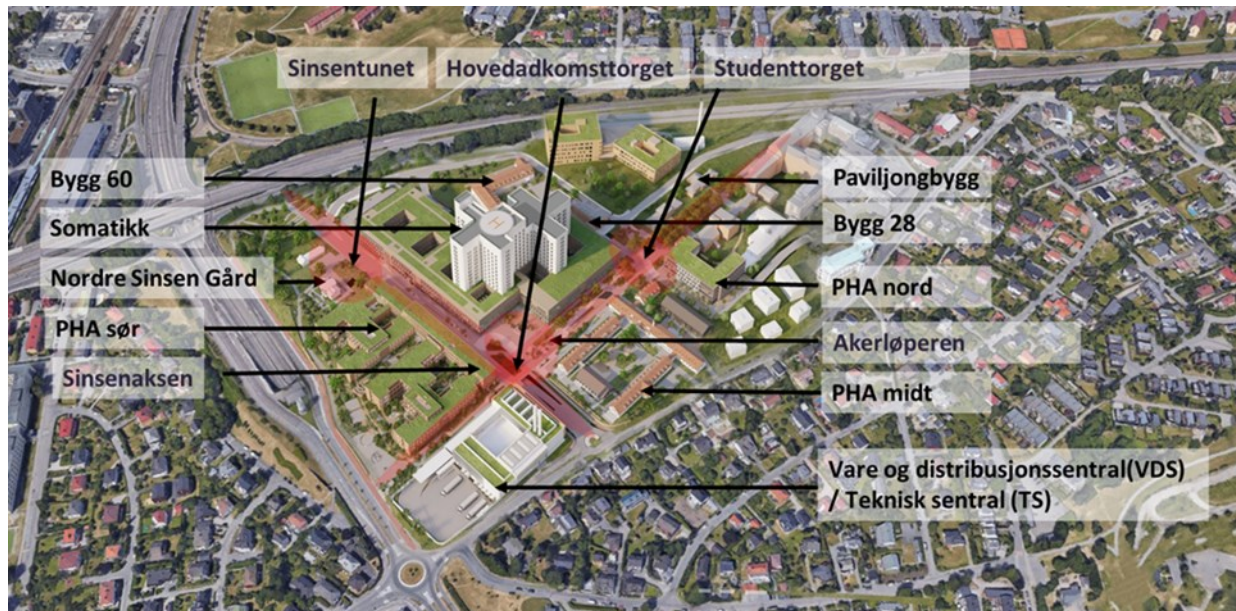 Sinsentunet
Hovedadkomsttorget
Studenttorget
Bygg 60
Somatikk
Nordre Sinsen Gård
PHA sør
Sinsenaksen
Paviljongbygg
Bygg 28
PHA nord
Akerløperen
PHA midt
Vare og distribusjonssentral(VDS)
/ Teknisk sentral (TS)
H